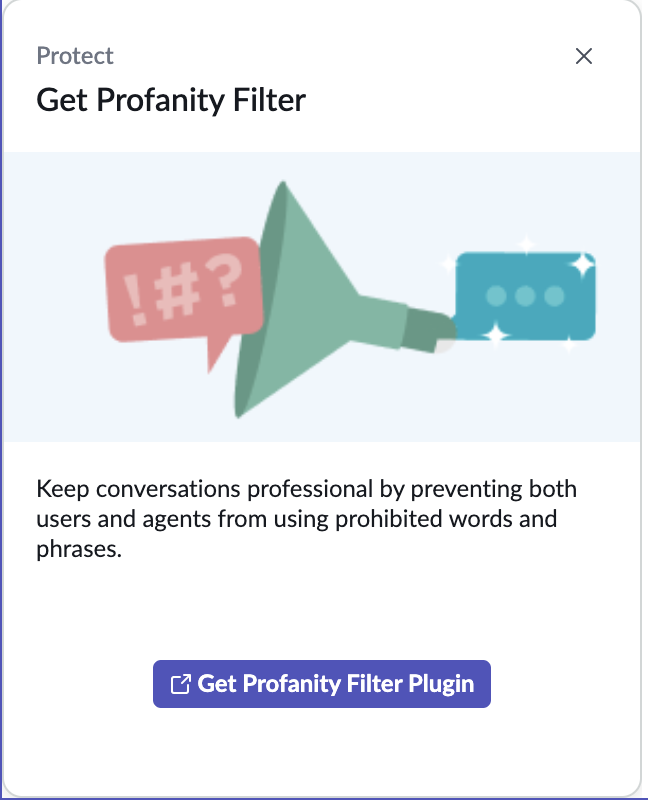 Protect
Get Profanity Filter
!#?
Keep conversations professional by preventing both
users and agents from using prohibited words and
phrases.
Get Profanity Filter Plugin